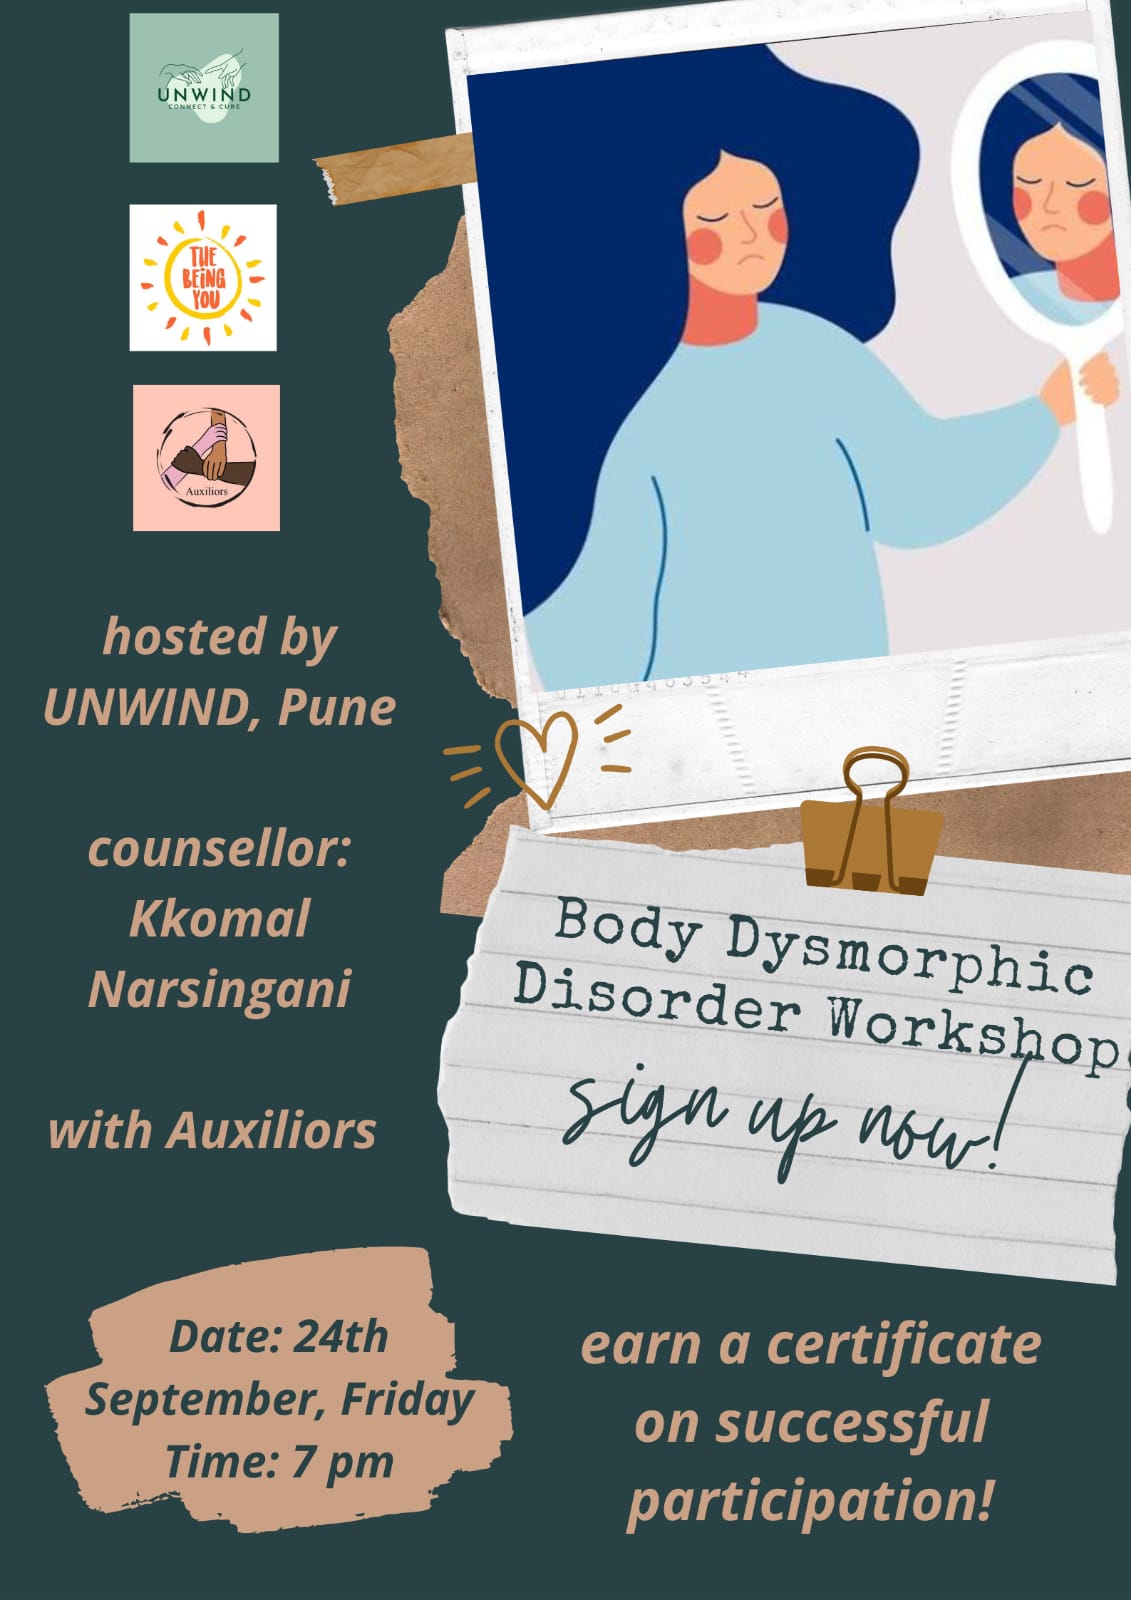 UNWIND
CONNECT & CURE
THE
BEING
YOU
Auxiliors
hosted by
UNWIND, Pune
counsellor:
Kkomal
Narsingani
with Auxiliors
Body Dysmorphic
Disorder Workshop
sign up now!
Date: 24th
September, Friday
Time: 7 pm
earn a certificate
on successful
participation!